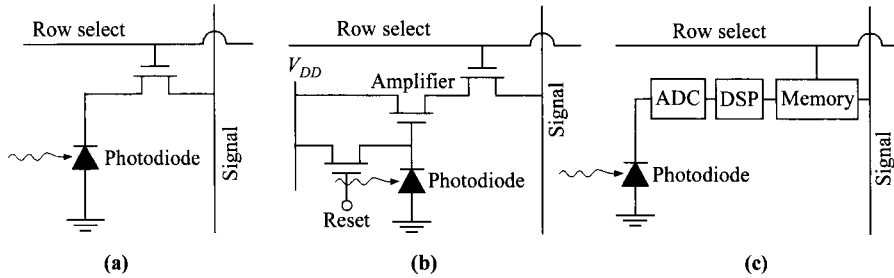 Row select
Photodiode
Signal
(a)
Row select
V_DD
Amplifier
Photodiode
Reset
Signal
(b)
Row select
ADC
DSP
Memory
Photodiode
Signal
(c)